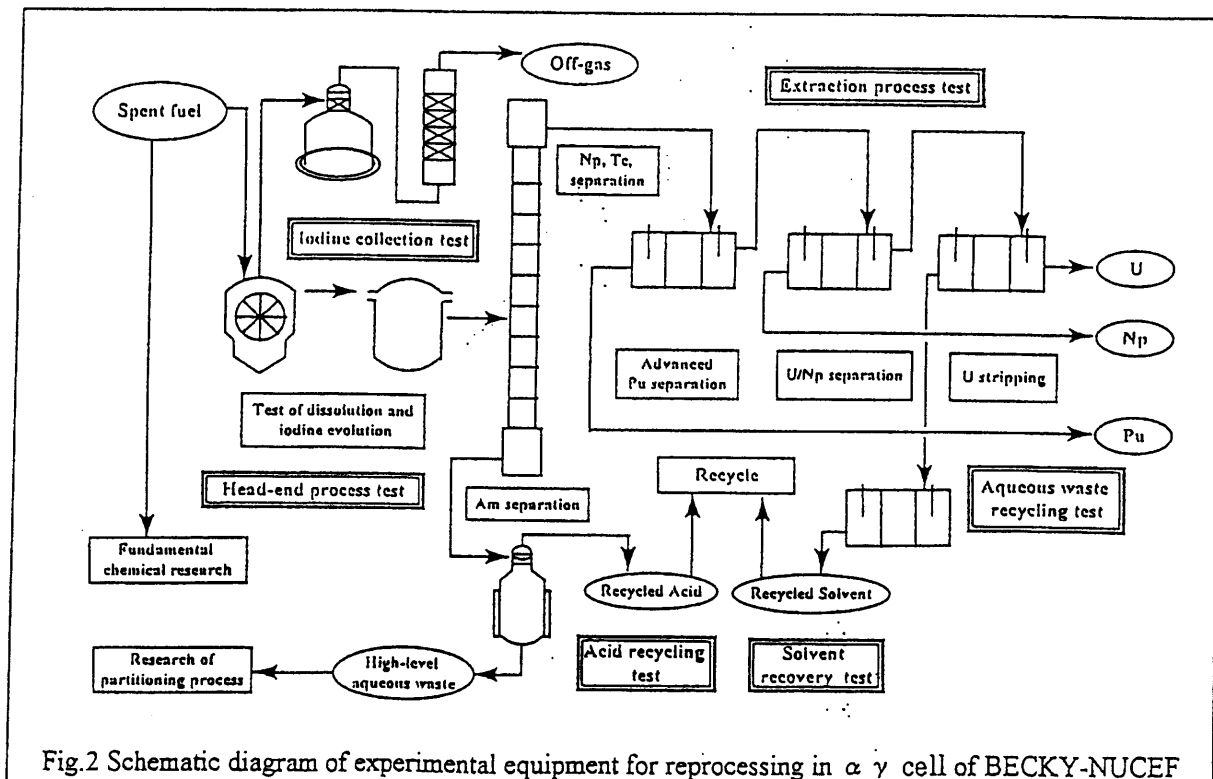 Off-gas
Extraction process test
Spent fuel
Np, Tc,
separation
Iodine collection test
U
Np
Advanced
Pu separation
U/Np separation
U stripping
Test of dissolution and
iodine evolution
Pu
Recycle
Head-end process test
Aqueous waste
recycling test
Am separation
Fundamental
chemical research
Recycled Acid
Recycled Solvent
Research of
partitioning process
High-level
aqueous waste
Acid recycling
test
Solvent
recovery test
Fig.2 Schematic diagram of experimental equipment for reprocessing in α γ cell of BECKY-NUCEF